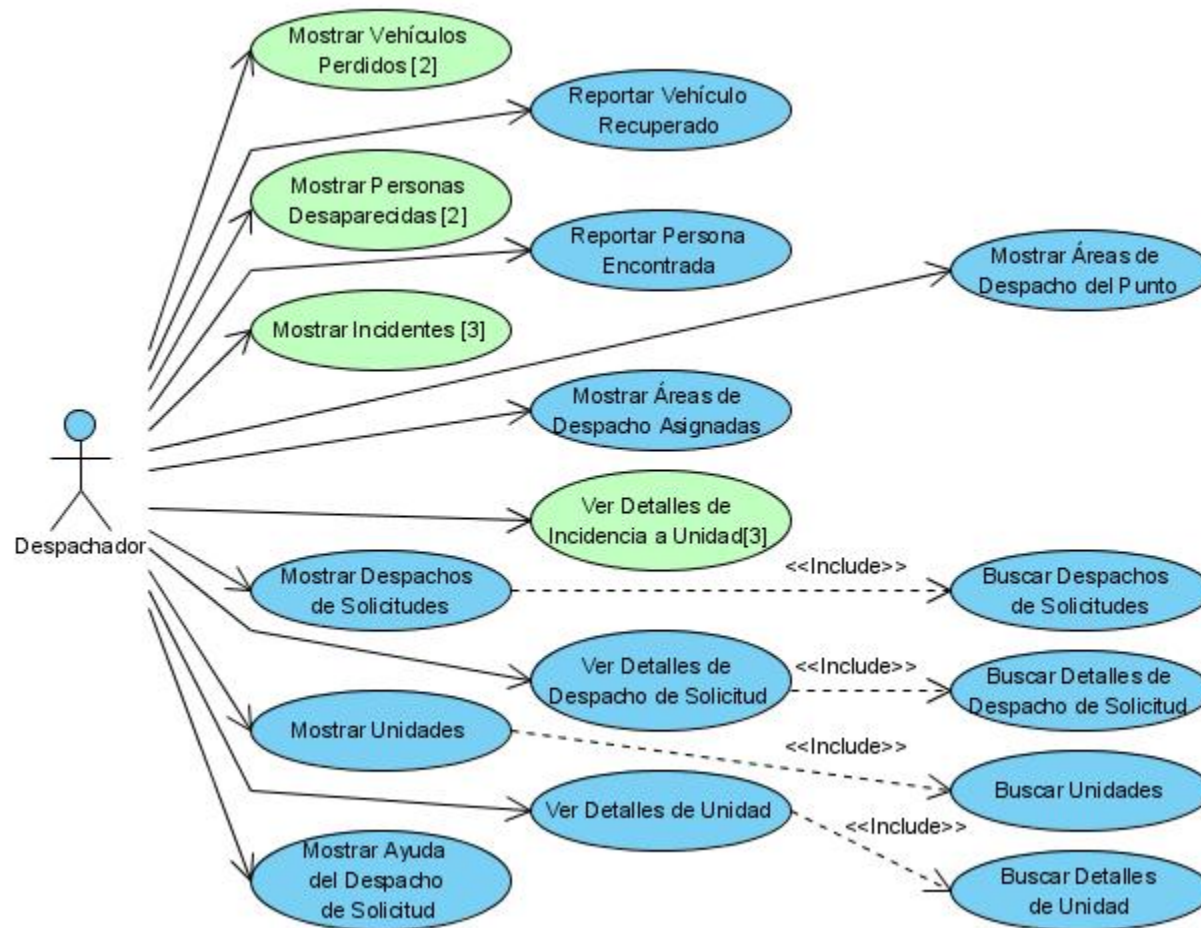 Mostrar Vehículos
Perdidos [2]
Reportar Vehículo
Recuperado
Mostrar Personas
Desaparecidas [2]
Reportar Persona
Encontrada
Mostrar Áreas de
Despacho del Punto
Mostrar Incidentes [3]
Mostrar Áreas de
Despacho Asignadas
Ver Detalles de
Incidencia a Unidad[3]
Despachador
Mostrar Despachos
de Solicitudes
<<Include>>
Buscar Despachos
de Solicitudes
Ver Detalles de
Despacho de Solicitud
<<Include>>
Buscar Detalles de
Despacho de Solicitud
Mostrar Unidades
<<Include>>
Buscar Unidades
Ver Detalles de Unidad
<<Include>>
Buscar Detalles
de Unidad
Mostrar Ayuda
del Despacho
de Solicitud